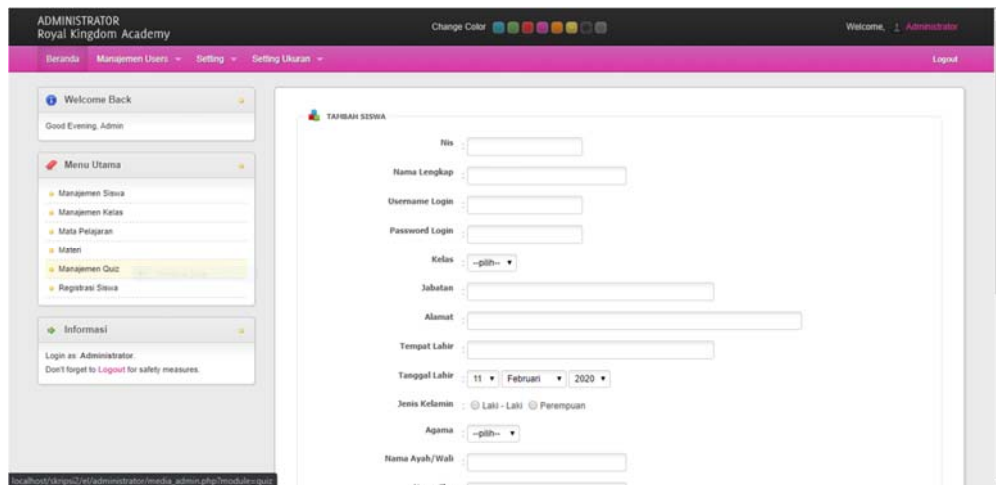 ADMINISTRATOR
Royal Kingdom Academy
Change Color
Welcome, Administrator
Beranda Manajemen Users Setting Setting Ukuran Logout
Welcome Back
Good Evening, Admin
Menu Utama
Manajemen Siswa
Manajemen Kelas
Mata Pelajaran
Materi
Manajemen Quiz
Registrasi Siswa
Informasi
Login as Administrator.
Don't forget to Logout for safety measures.
TAMBAH SISWA
Nis :
Nama Lengkap :
Username Login :
Password Login :
Kelas : --pilih--
Jabatan :
Alamat :
Tempat Lahir :
Tanggal Lahir : 11 Februari 2020
Jenis Kelamin : Laki - Laki Perempuan
Agama : --pilih--
Nama Ayah/Wali :
localhost/skripsi2/el/administrator/media_admin.php?module=quiz